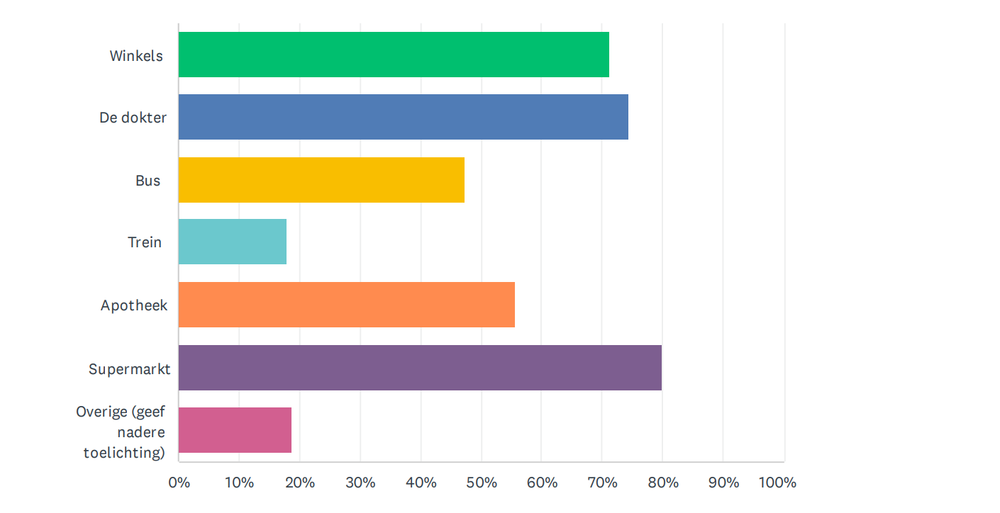 Winkels
De dokter
Bus
Trein
Apotheek
Supermarkt
Overige (geef
nadere
toelichting)
0% 10% 20% 30% 40% 50% 60% 70% 80% 90% 100%